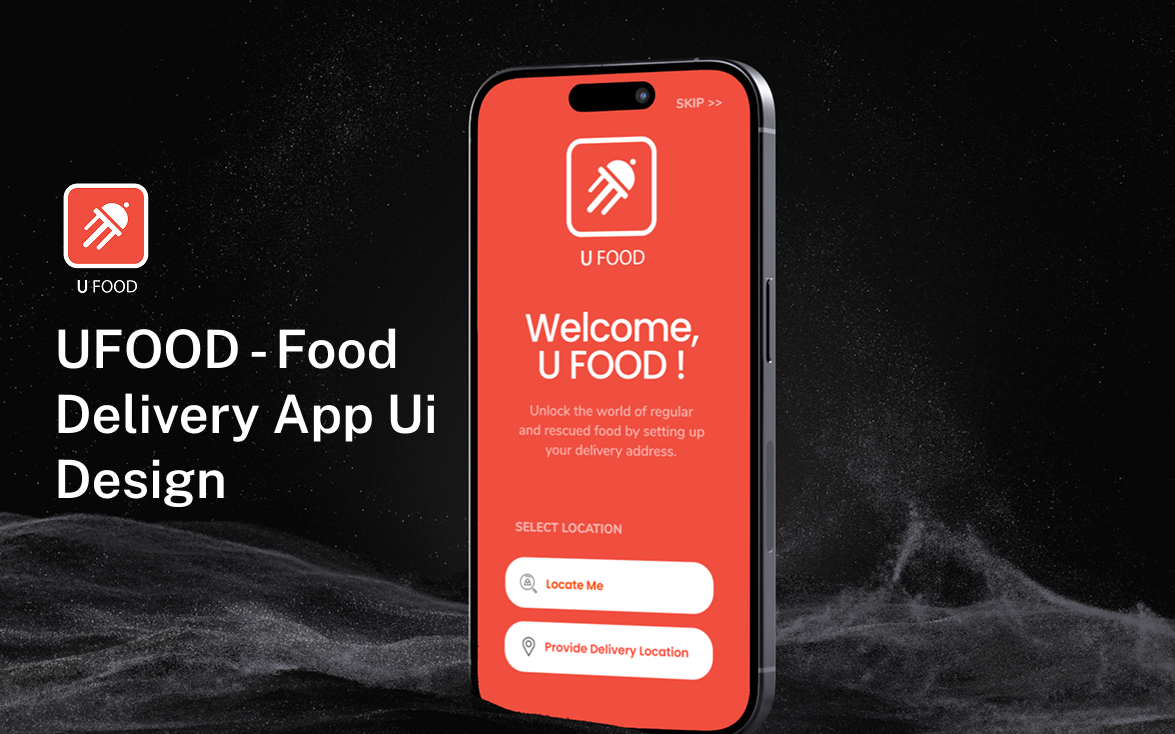 U FOOD
UFOOD - Food
Delivery App Ui
Design
SKIP >>
U FOOD
Welcome,
U FOOD !
Unlock the world of regular
and rescued food by setting up
your delivery address.
SELECT LOCATION
Locate Me
Provide Delivery Location